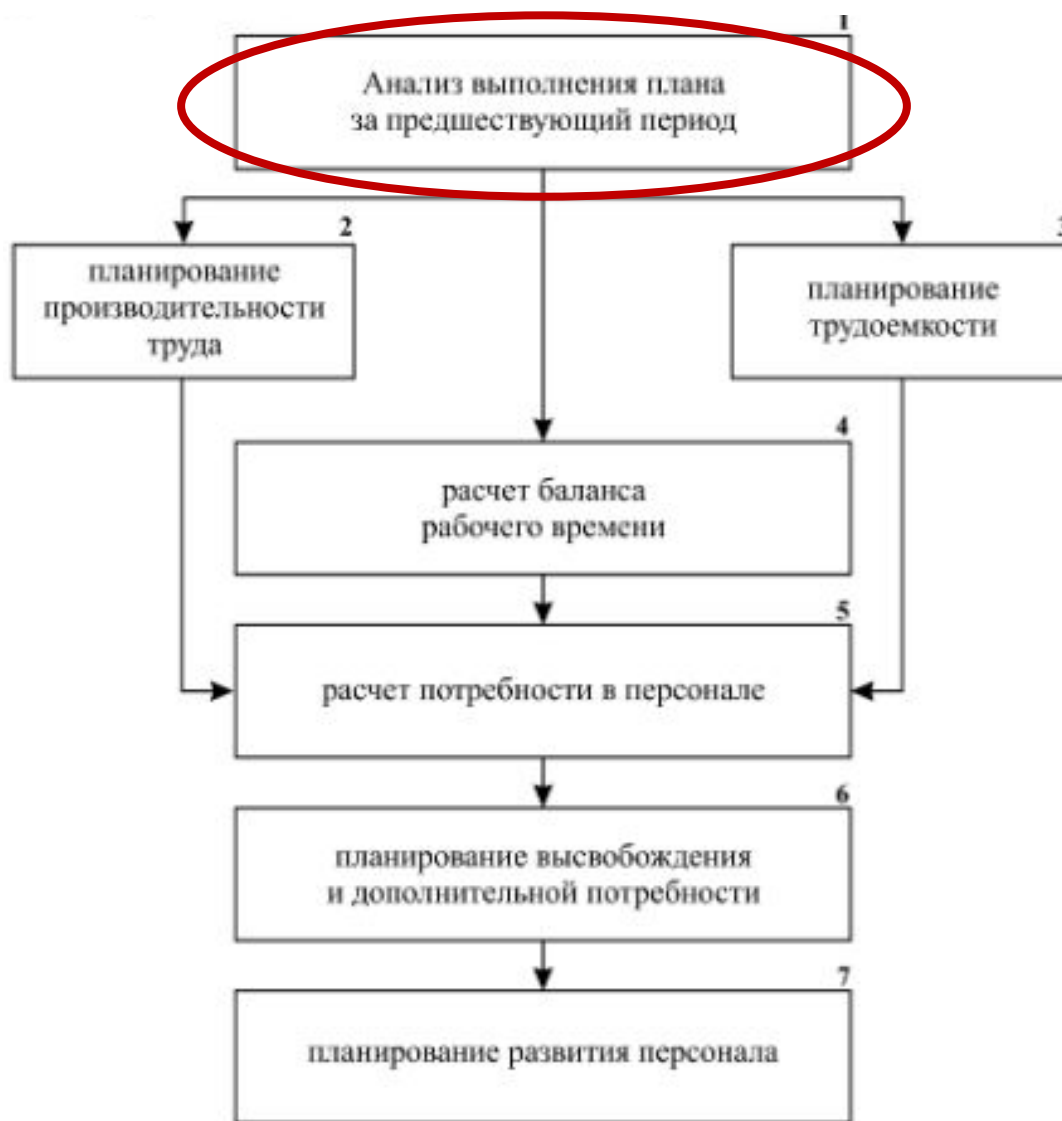 1
Анализ выполнения плана
за предшествующий период
2
планирование
производительности
труда
3
планирование
трудоемкости
4
расчет баланса
рабочего времени
5
расчет потребности в персонале
6
планирование высвобождения
и дополнительной потребности
7
планирование развития персонала